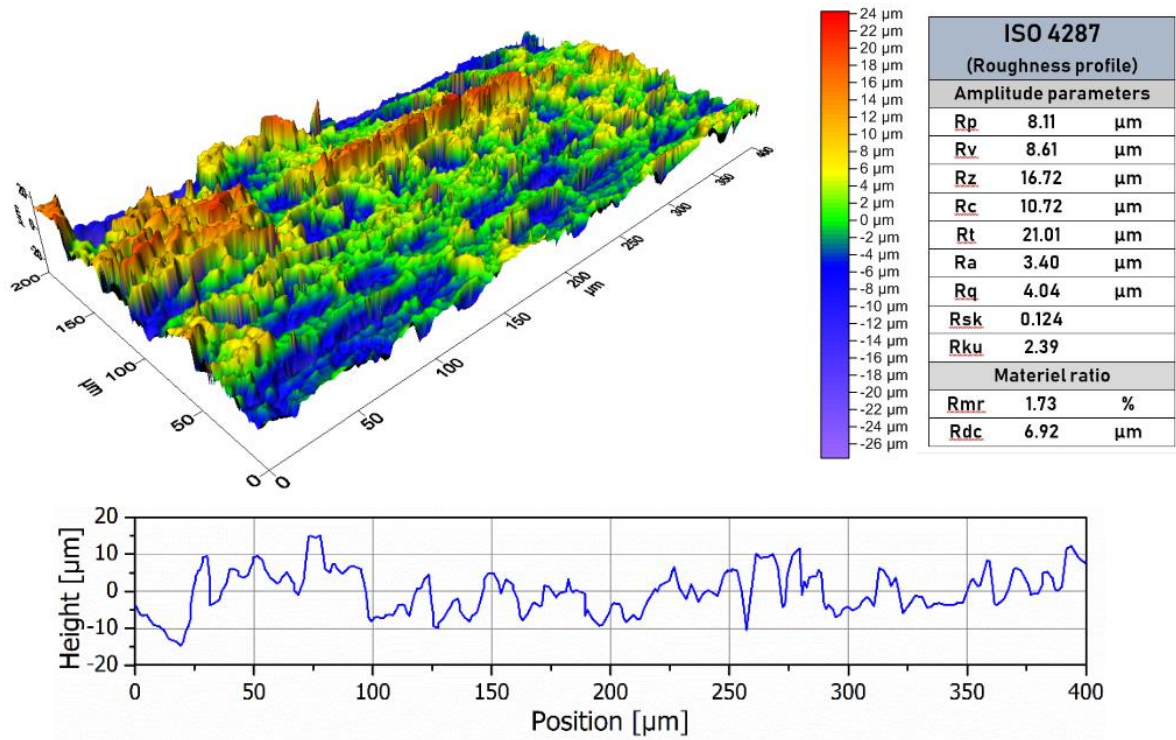 24 µm
22 µm
20 µm
18 µm
16 µm
14 µm
12 µm
10 µm
8 µm
6 µm
4 µm
2 µm
0 µm
-2 µm
-4 µm
-6 µm
-8 µm
-10 µm
-12 µm
-14 µm
-16 µm
-18 µm
-20 µm
-22 µm
-24 µm
-26 µm
ISO 4287
(Roughness profile)
Amplitude parameters
Rp 8.11 µm
Rv 8.61 µm
Rz 16.72 µm
Rc 10.72 µm
Rt 21.01 µm
Ra 3.40 µm
Rq 4.04 µm
Rsk 0.124
Rku 2.39
Materiel ratio
Rmr 1.73 %
Rdc 6.92 µm
200
150
µm
100
50
0
0
50
100
150
200
µm
250
300
350
400
Height [µm]
20
10
0
-10
-20
0 50 100 150 200 250 300 350 400
Position [µm]